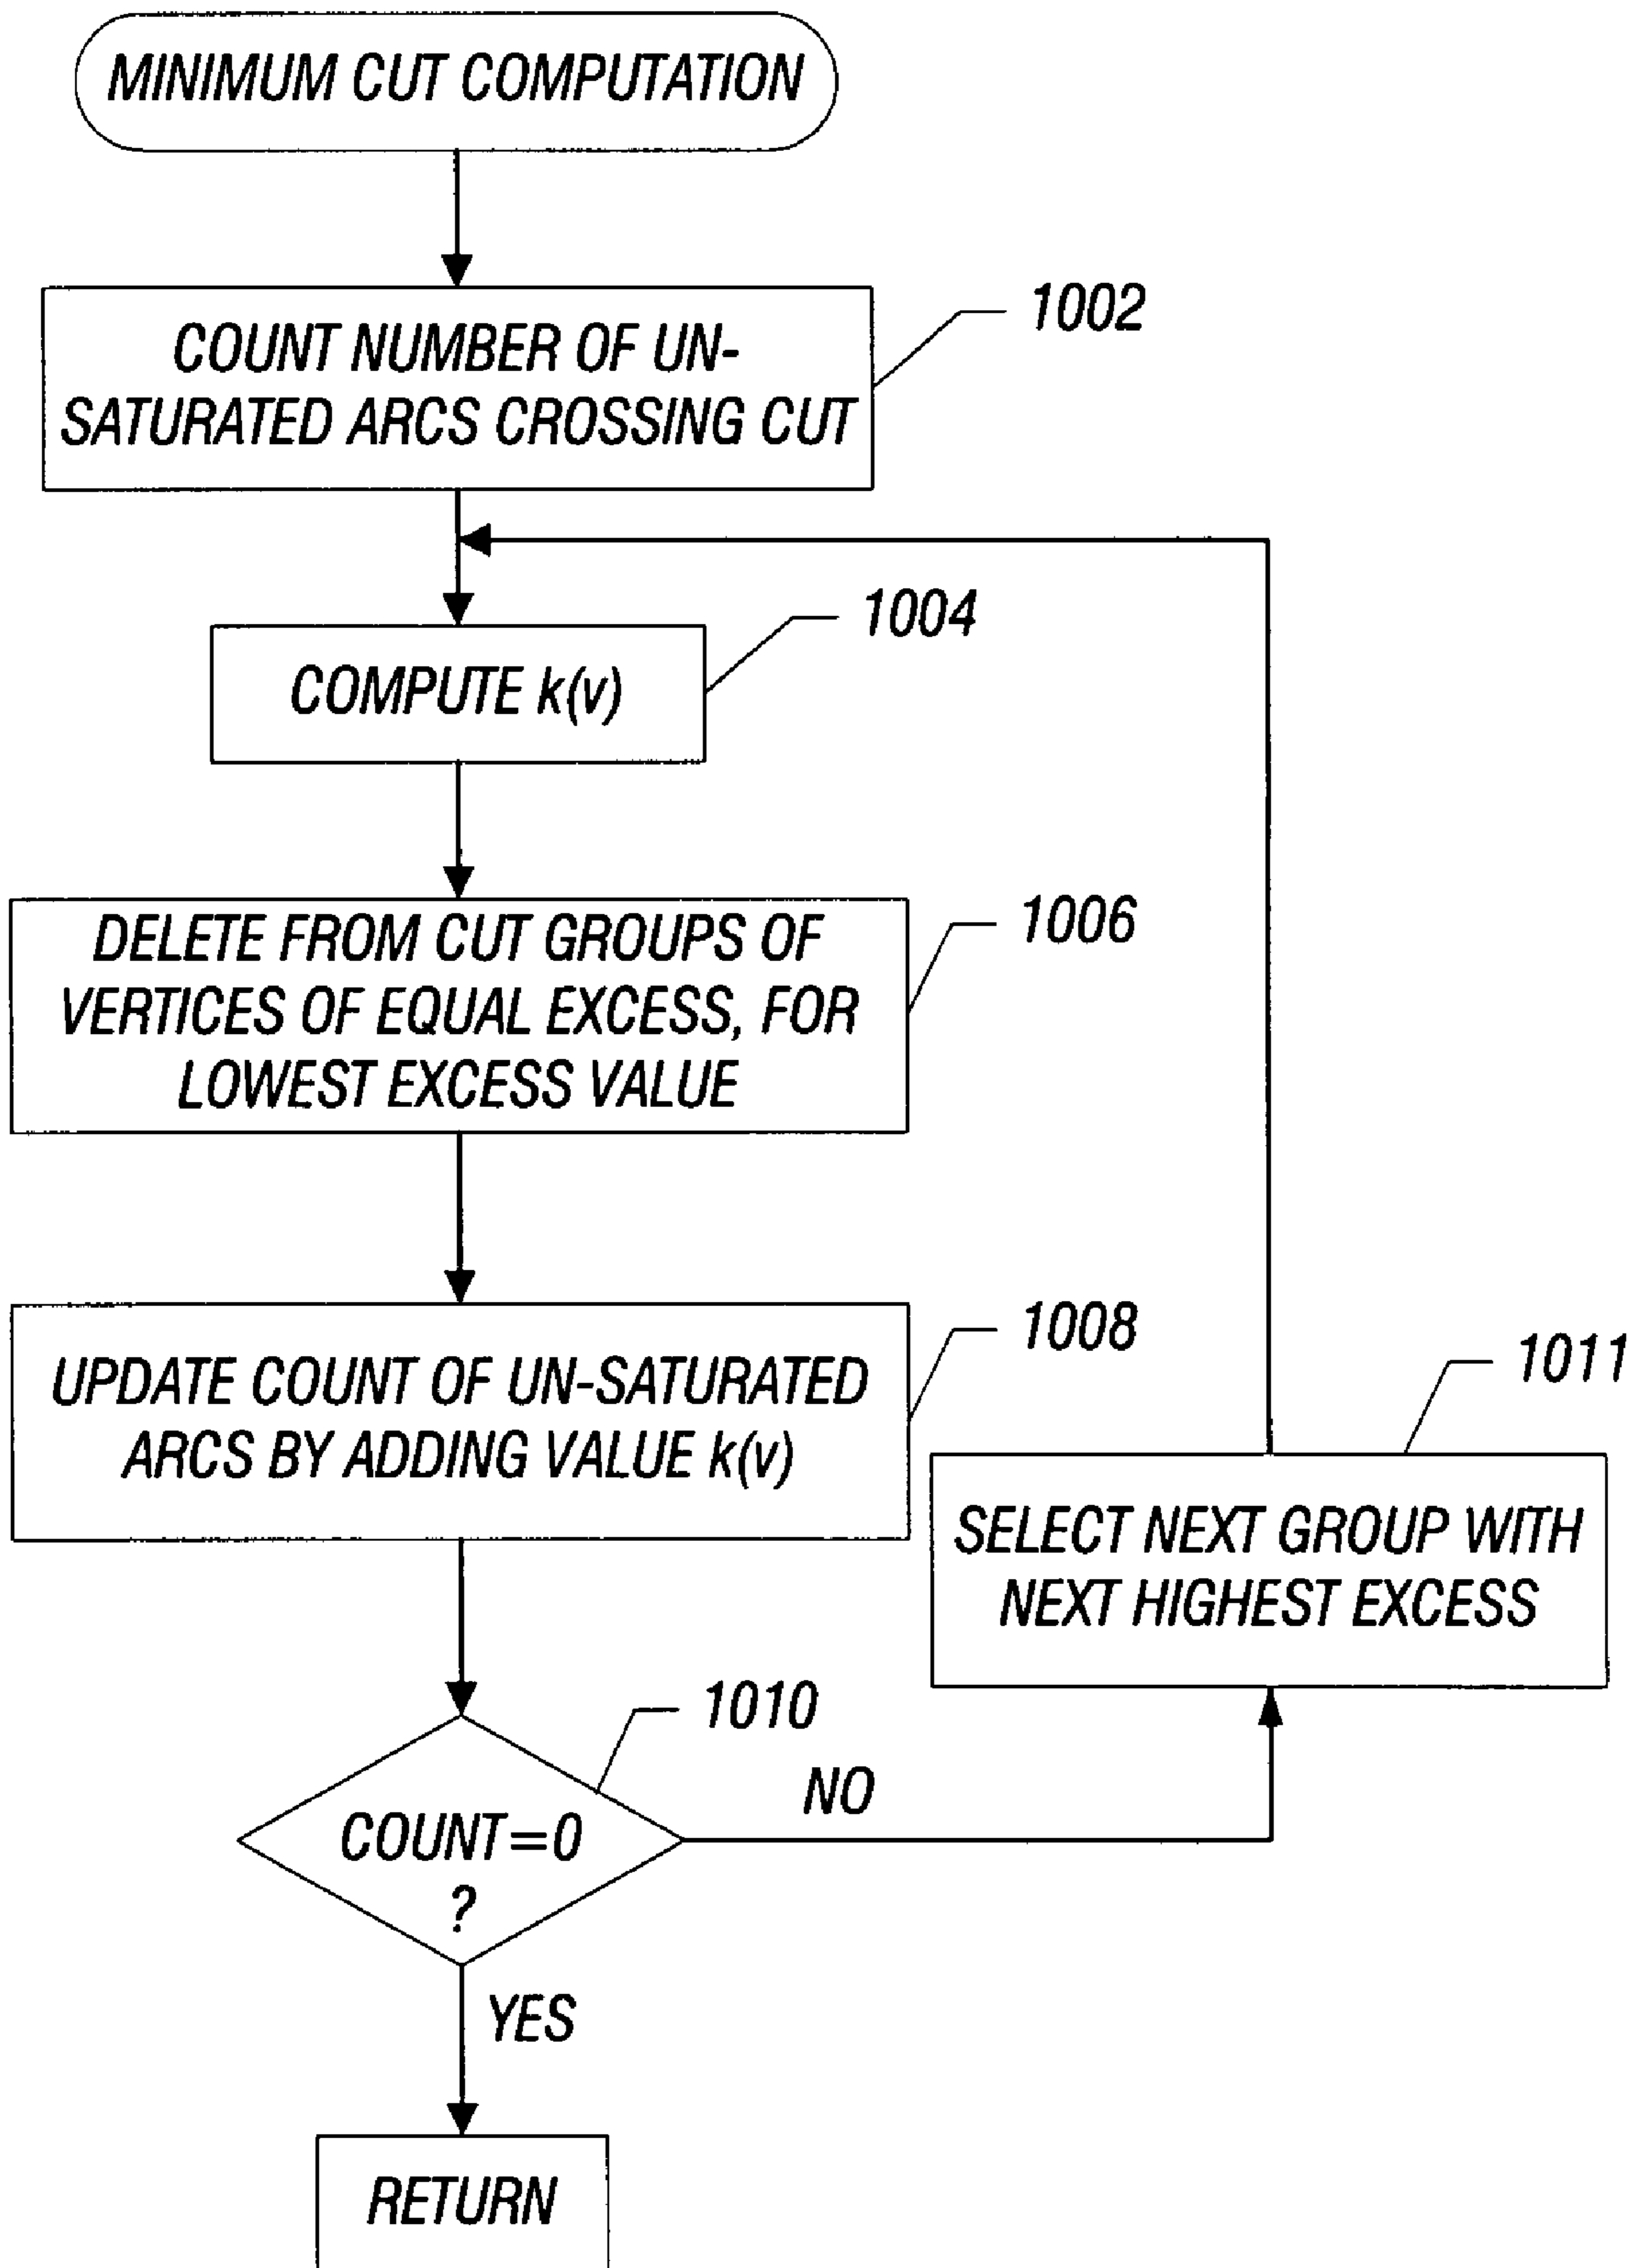 MINIMUM CUT COMPUTATION
COUNT NUMBER OF UN-
SATURATED ARCS CROSSING CUT
1002
COMPUTE k(v)
1004
DELETE FROM CUT GROUPS OF
VERTICES OF EQUAL EXCESS, FOR
LOWEST EXCESS VALUE
1006
UPDATE COUNT OF UN-SATURATED
ARCS BY ADDING VALUE k(v)
1008
1011
SELECT NEXT GROUP WITH
NEXT HIGHEST EXCESS
1010
COUNT=0
?
NO
YES
RETURN